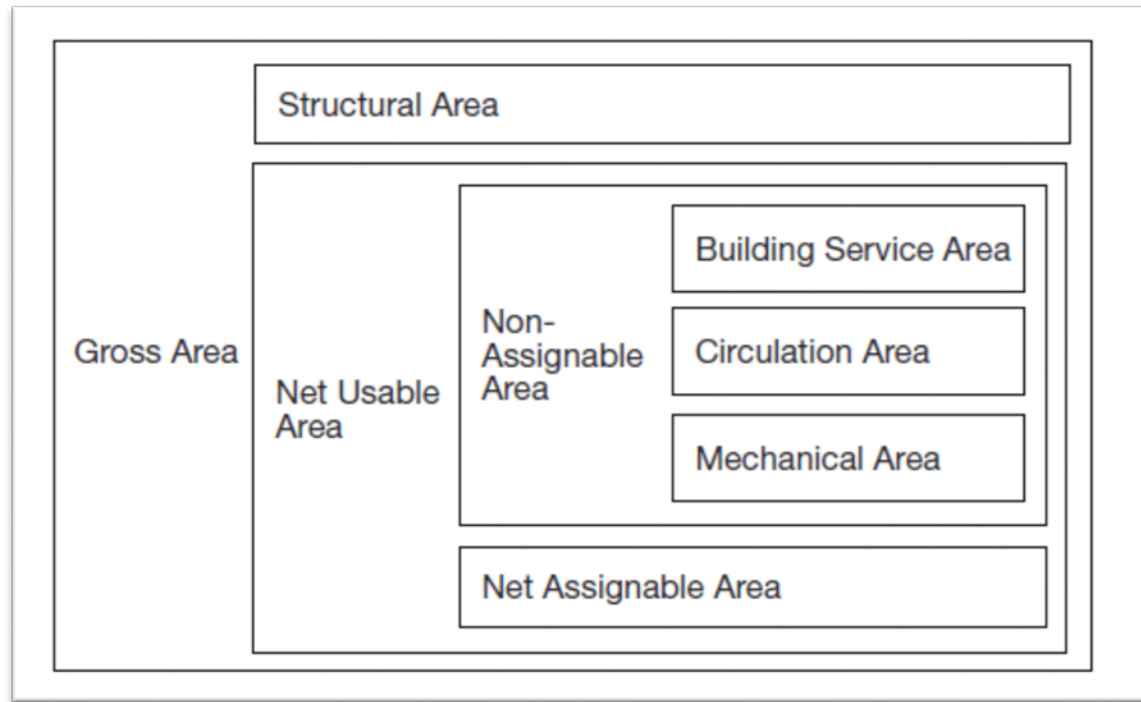 Structural Area
Building Service Area
Non-
Assignable
Area
Gross Area
Circulation Area
Net Usable
Area
Mechanical Area
Net Assignable Area